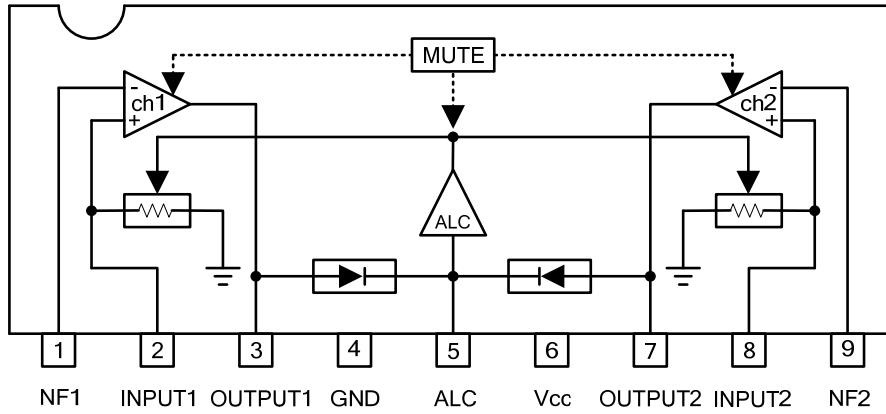 MUTE
- ch1 +
- ch2 +
ALC
1 2 3 4 5 6 7 8 9
NF1 INPUT1 OUTPUT1 GND ALC Vcc OUTPUT2 INPUT2 NF2